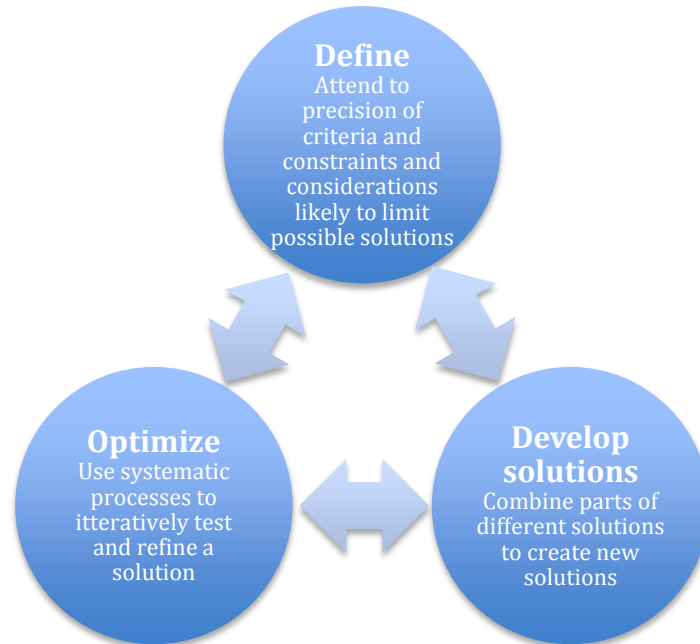 Define
Attend to
precision of
criteria and
constraints and
considerations
likely to limit
possible solutions
Optimize
Use systematic
processes to
itteratively test
and refine a
solution
Develop
solutions
Combine parts of
different solutions
to create new
solutions